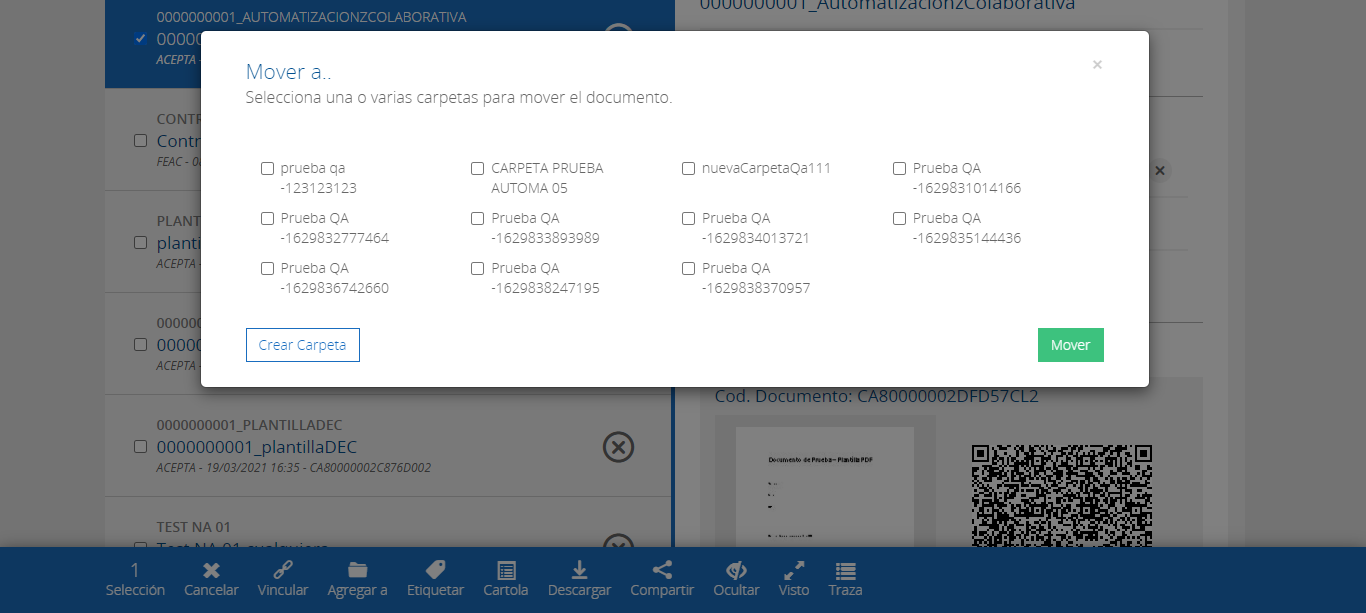 0000000001_AUTOMATIZACIONZCOLABORATIVA
0000
ACEPTA -
0000000001_AutomatizacionzColaborativa
Mover a..
×
Selecciona una o varias carpetas para mover el documento.
prueba qa
-123123123
CARPETA PRUEBA
AUTOMA 05
nuevaCarpetaQa111
Prueba QA
-1629831014166
Prueba QA
-1629832777464
Prueba QA
-1629833893989
Prueba QA
-1629834013721
Prueba QA
-1629835144436
Prueba QA
-1629836742660
Prueba QA
-1629838247195
Prueba QA
-1629838370957
Crear Carpeta
Mover
CONTR
Contr
FEAC - 0
PLANT
planti
ACEPTA -
00000
0000
ACEPTA -
0000000001_PLANTILLADEC
0000000001_plantillaDEC
ACEPTA - 19/03/2021 16:35 - CA80000002C876D002
TEST NA 01
Test NA 01 cualquiera
Cod. Documento: CA80000002DFD57CL2
Documento de Prueba – Plantilla PDF
1
Selección
Cancelar
Vincular
Agregar a
Etiquetar
Cartola
Descargar
Compartir
Ocultar
Visto
Traza